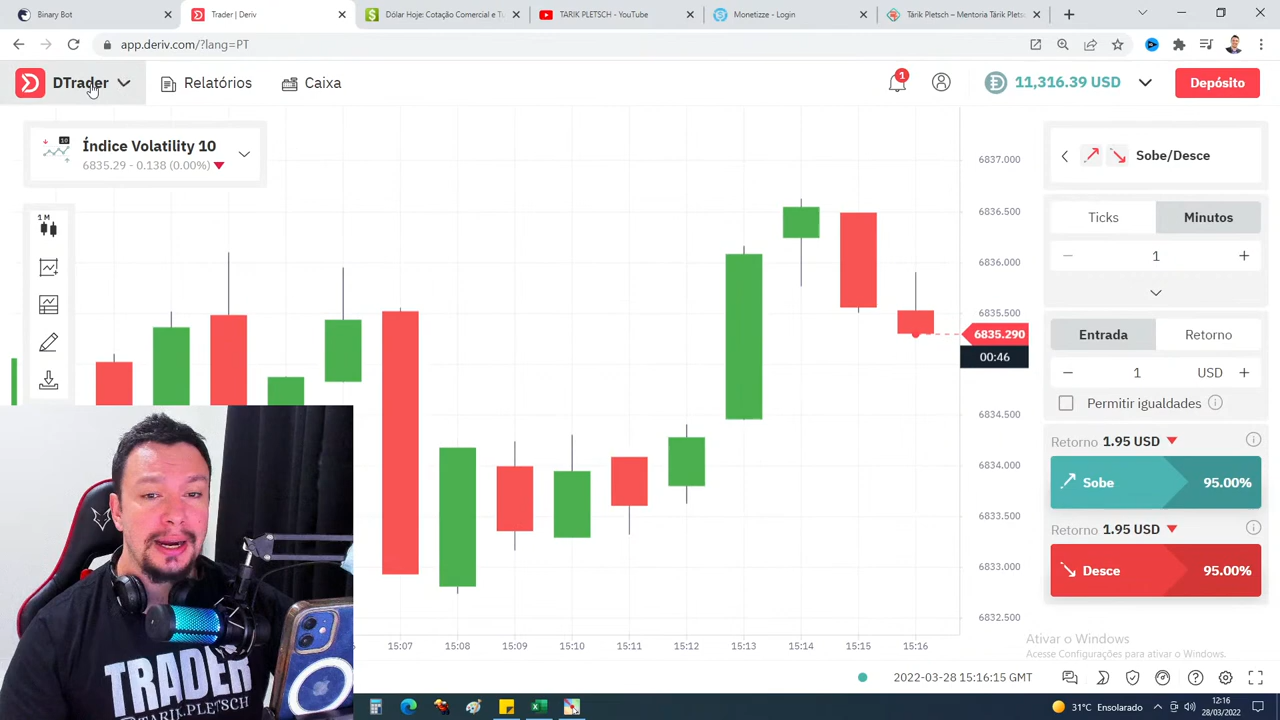 Binary Bot
Trader | Deriv
Dólar Hoje: Cotação Comercial e Tu
TARIK PLETSCH - YouTube
Monetizze - Login
Tárik Pletsch – Mentoria Tárik Pletsc
app.deriv.com/?lang=PT
DTrader
Relatórios
Caixa
1
11,316.39 USD
Depósito
10
Índice Volatility 10
6835.29 - 0.138 (0.00%)
1M
6837.000
6836.500
6836.000
6835.500
6835.290
00:46
6834.500
6834.000
6833.500
6833.000
6832.500
15:07
15:08
15:09
15:10
15:11
15:12
15:13
15:14
15:15
15:16
Sobe/Desce
Ticks
Minutos
− 1 +
Entrada
Retorno
− 1 USD +
Permitir igualdades
Retorno 1.95 USD
Sobe 95.00%
Retorno 1.95 USD
Desce 95.00%
Ativar o Windows
Acesse Configurações para ativar o Windows.
2022-03-28 15:16:15 GMT
TRADER
TARIKPLETSCH
31°C Ensolarado
12:16
28/03/2022